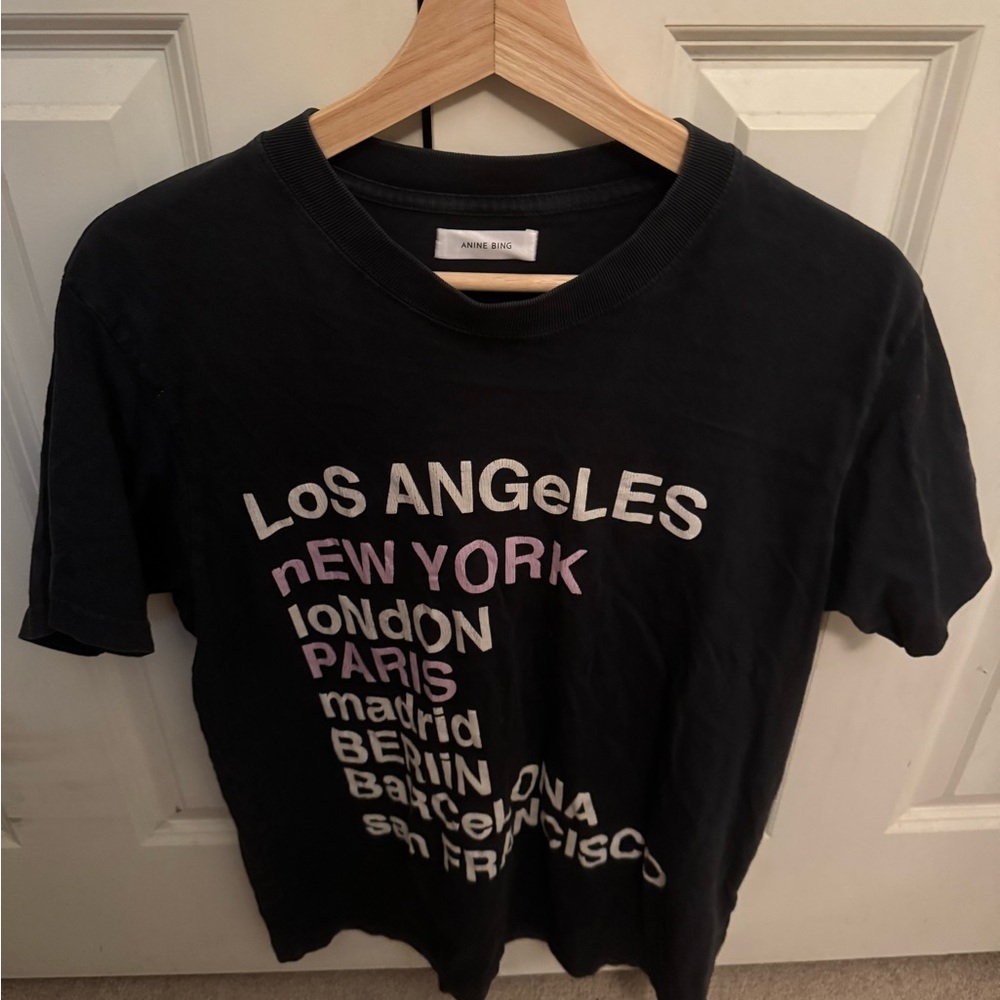 ANINE BING
LoS ANGeLES
nEW YORK
loNdON
PARIS
madrid
BERliN
BaRCeLONA
san FRANCISCO